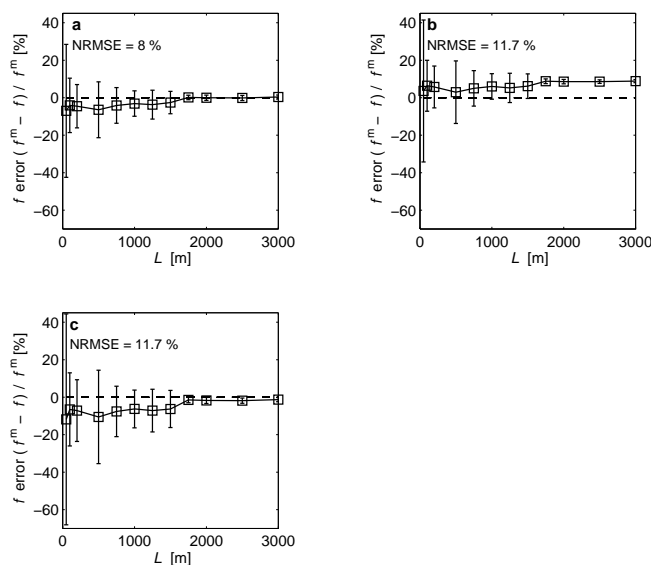 a
NRMSE = 8 %
40
20
0
−20
−40
−60
f error ( f^m − f) / f^m [%]
0 1000 2000 3000
L [m]
b
NRMSE = 11.7 %
40
20
0
−20
−40
−60
f error ( f^m − f) / f^m [%]
0 1000 2000 3000
L [m]
c
NRMSE = 11.7 %
40
20
0
−20
−40
−60
f error ( f^m − f) / f^m [%]
0 1000 2000 3000
L [m]